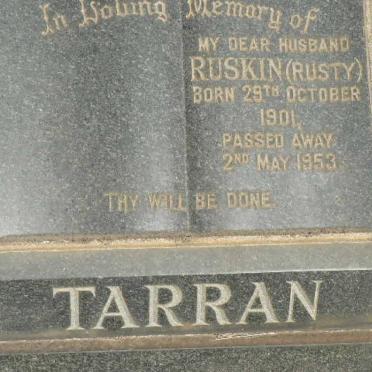 In Loving Memory of
MY DEAR HUSBAND
RUSKIN (RUSTY)
BORN 29TH OCTOBER
1901.
PASSED AWAY
2ND MAY 1953.
THY WILL BE DONE.
TARRAN